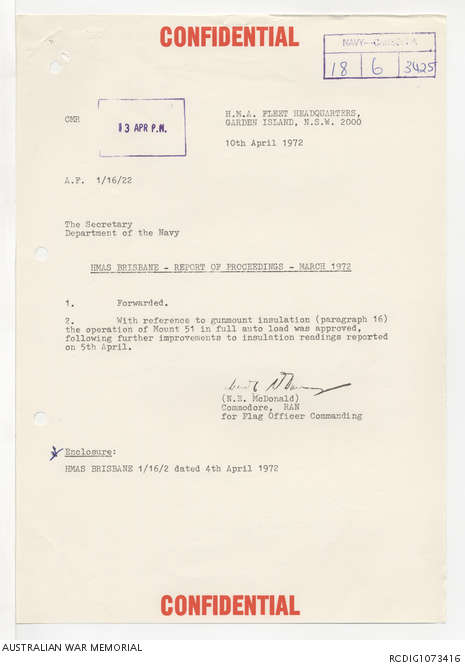 CONFIDENTIAL
NAVY—CANBERRA
18 6 3425
CMR
13 APR P.M.
H.M.A. FLEET HEADQUARTERS,
GARDEN ISLAND, N.S.W. 2000
10th April 1972
A.F. 1/16/22
The Secretary
Department of the Navy
HMAS BRISBANE - REPORT OF PROCEEDINGS - MARCH 1972
1. Forwarded.
2. With reference to gunmount insulation (paragraph 16)
the operation of Mount 51 in full auto load was approved,
following further improvements to insulation readings reported
on 5th April.
(N.E. McDonald)
Commodore, RAN
for Flag Officer Commanding
Enclosure:
HMAS BRISBANE 1/16/2 dated 4th April 1972
CONFIDENTIAL
AUSTRALIAN WAR MEMORIAL
RCDIG1073416